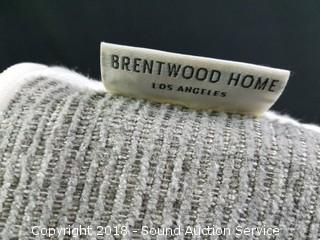 BRENTWOOD HOME
LOS ANGELES
Copyright 2018 - Sound Auction Service